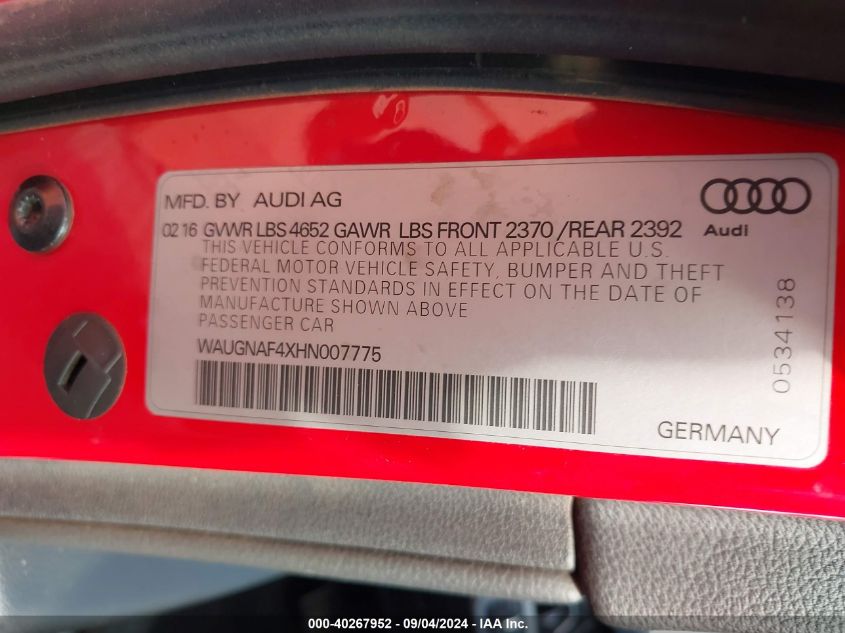 MFD. BY AUDI AG
02 16 GVWR LBS 4652 GAWR LBS FRONT 2370 /REAR 2392
Audi
THIS VEHICLE CONFORMS TO ALL APPLICABLE U.S.
FEDERAL MOTOR VEHICLE SAFETY, BUMPER AND THEFT
PREVENTION STANDARDS IN EFFECT ON THE DATE OF
MANUFACTURE SHOWN ABOVE
PASSENGER CAR
WAUGNAF4XHN007775
0534138
GERMANY
000-40267952 - 09/04/2024 - IAA Inc.